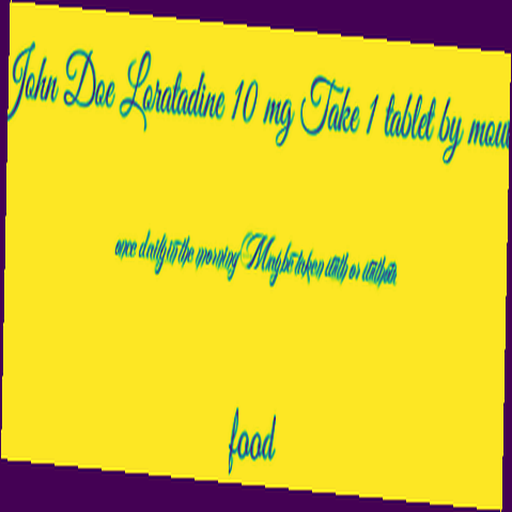 John Doe Loratadine 10 mg Take 1 tablet by mou
once daily in the morning May be taken with or without
food